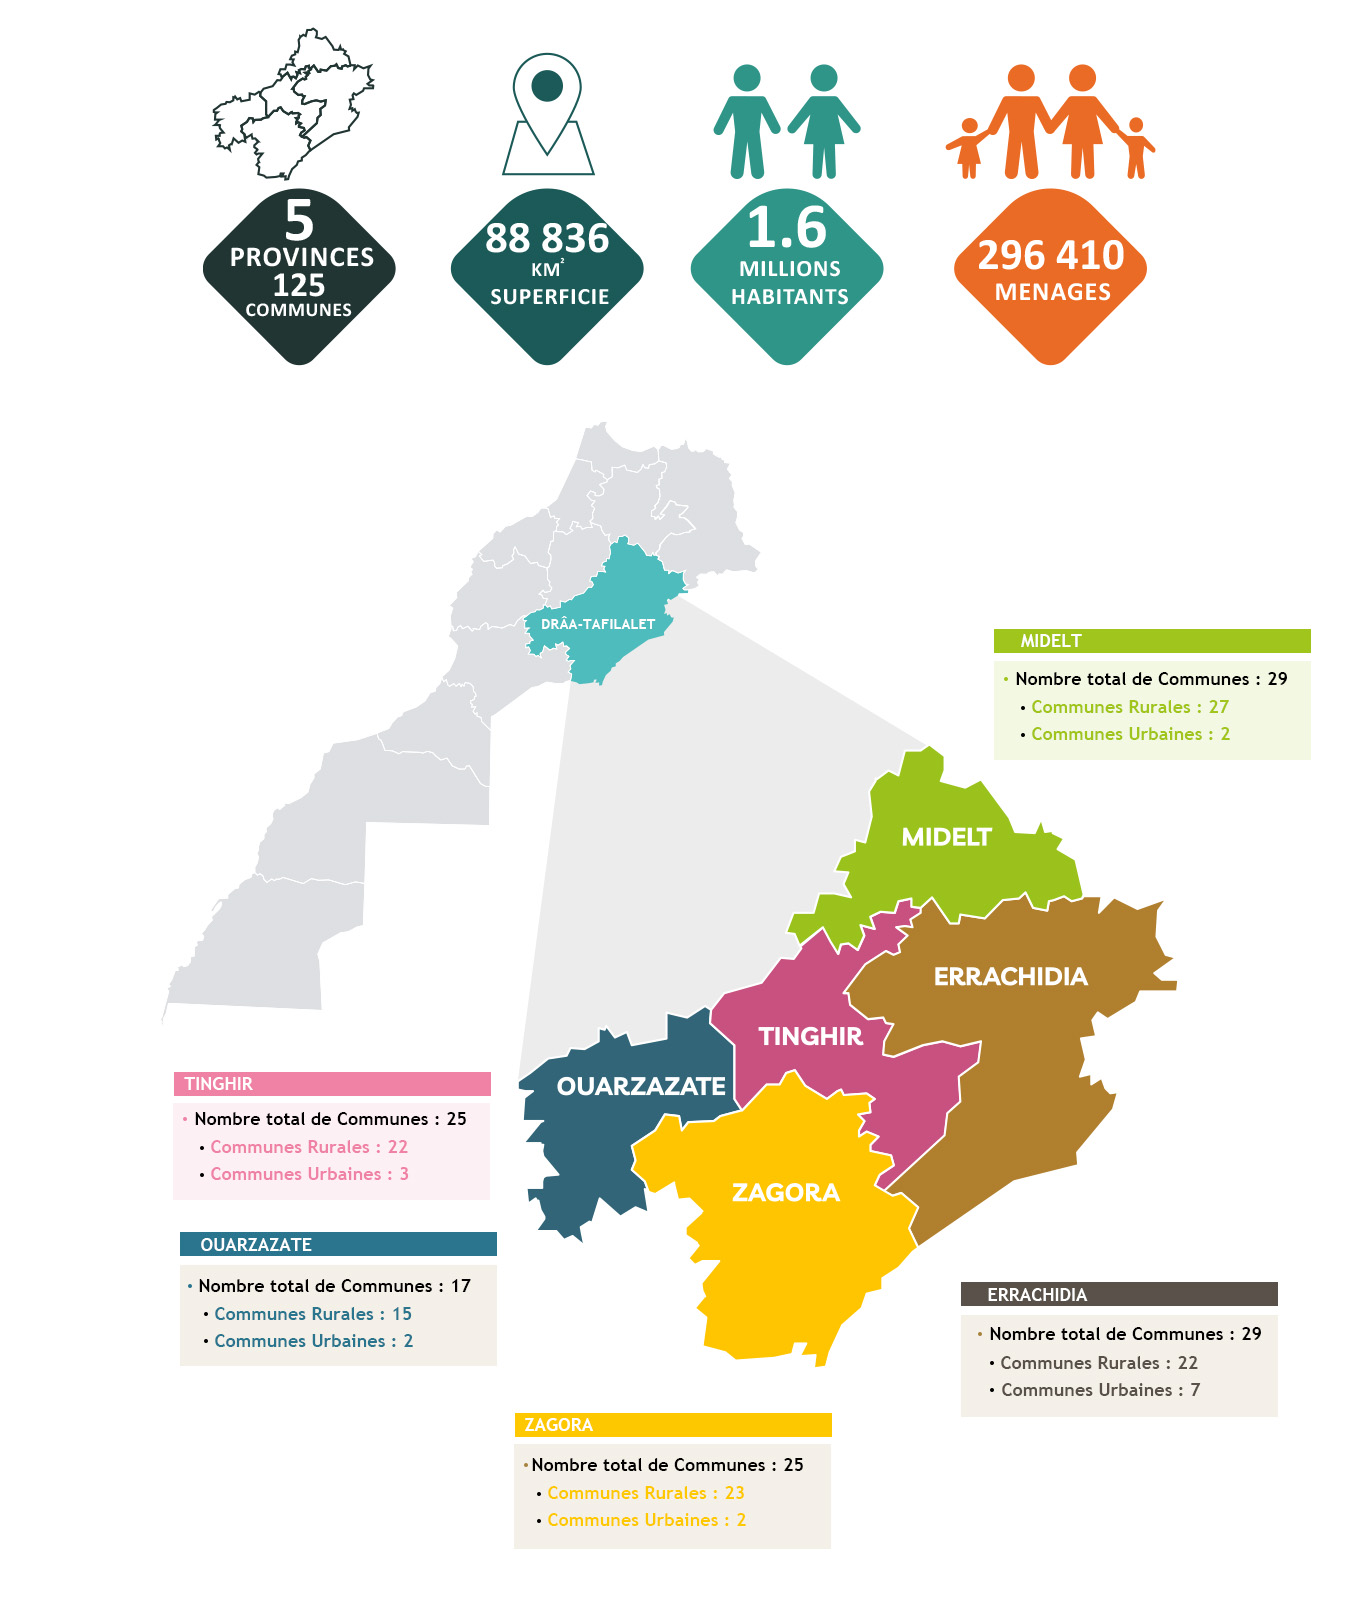 5
PROVINCES
125
COMMUNES
88 836
KM²
SUPERFICIE
1.6
MILLIONS
HABITANTS
296 410
MENAGES
DRÂA-TAFILALET
MIDELT
• Nombre total de Communes : 29
• Communes Rurales : 27
• Communes Urbaines : 2
MIDELT
ERRACHIDIA
TINGHIR
OUARZAZATE
ZAGORA
TINGHIR
• Nombre total de Communes : 25
• Communes Rurales : 22
• Communes Urbaines : 3
OUARZAZATE
• Nombre total de Communes : 17
• Communes Rurales : 15
• Communes Urbaines : 2
ERRACHIDIA
• Nombre total de Communes : 29
• Communes Rurales : 22
• Communes Urbaines : 7
ZAGORA
• Nombre total de Communes : 25
• Communes Rurales : 23
• Communes Urbaines : 2